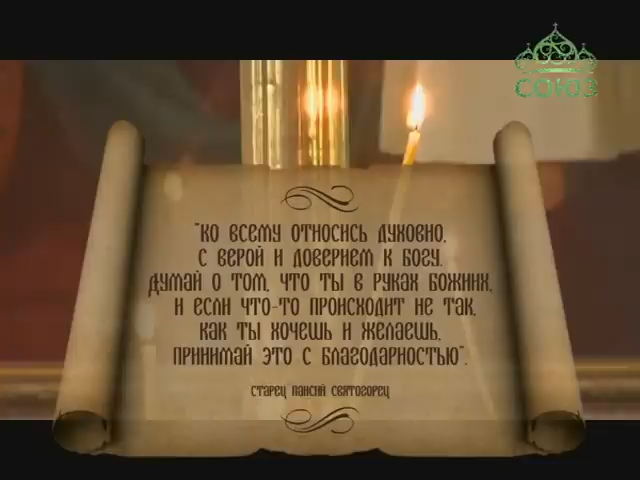 СОЮЗ
"КО ВСЕМУ ОТНОСИСЬ ДУХОВНО,
С ВЕРОЙ И ДОВЕРИЕМ К БОГУ.
ДУМАЙ О ТОМ, ЧТО ТЫ В РУКАХ БОЖИИХ,
И ЕСЛИ ЧТО-ТО ПРОИСХОДИТ НЕ ТАК,
КАК ТЫ ХОЧЕШЬ И ЖЕЛАЕШЬ,
ПРИНИМАЙ ЭТО С БЛАГОДАРНОСТЬЮ".
СТАРЕЦ ПАИСИЙ СВЯТОГОРЕЦ